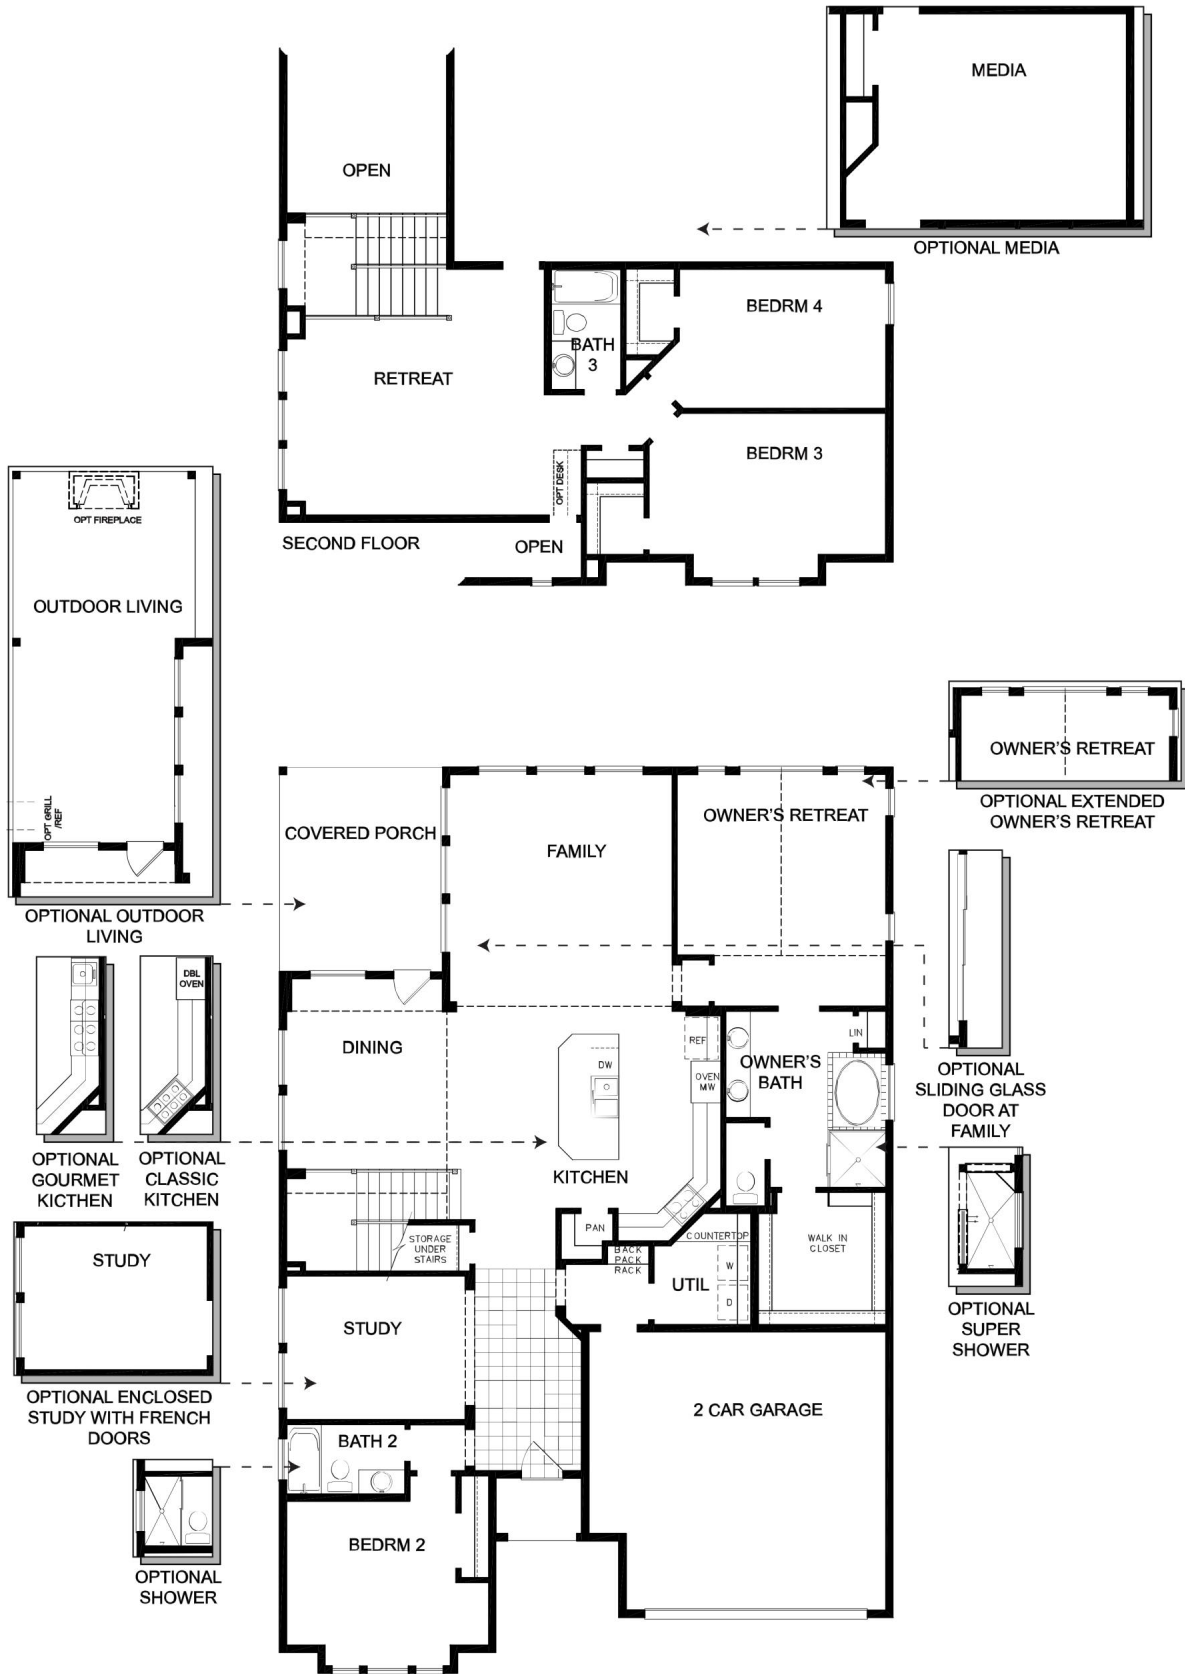 MEDIA
OPTIONAL MEDIA
OPEN
BEDRM 4
BATH
3
RETREAT
BEDRM 3
OPT DESK
SECOND FLOOR
OPEN
OPT FIREPLACE
OUTDOOR LIVING
OPT GRILL
/REF
OPTIONAL OUTDOOR
LIVING
OWNER'S RETREAT
OPTIONAL EXTENDED
OWNER'S RETREAT
COVERED PORCH
FAMILY
OWNER'S RETREAT
DBL
OVEN
OPTIONAL
GOURMET
KICTHEN
OPTIONAL
CLASSIC
KITCHEN
DINING
DW
REF
OVEN
MW
OWNER'S
BATH
LIN
OPTIONAL
SLIDING GLASS
DOOR AT
FAMILY
KITCHEN
PAN
STORAGE
UNDER
STAIRS
BACK
PACK
RACK
COUNTERTOP
W
D
UTIL
WALK IN
CLOSET
OPTIONAL
SUPER
SHOWER
STUDY
OPTIONAL ENCLOSED
STUDY WITH FRENCH
DOORS
STUDY
2 CAR GARAGE
BATH 2
OPTIONAL
SHOWER
BEDRM 2